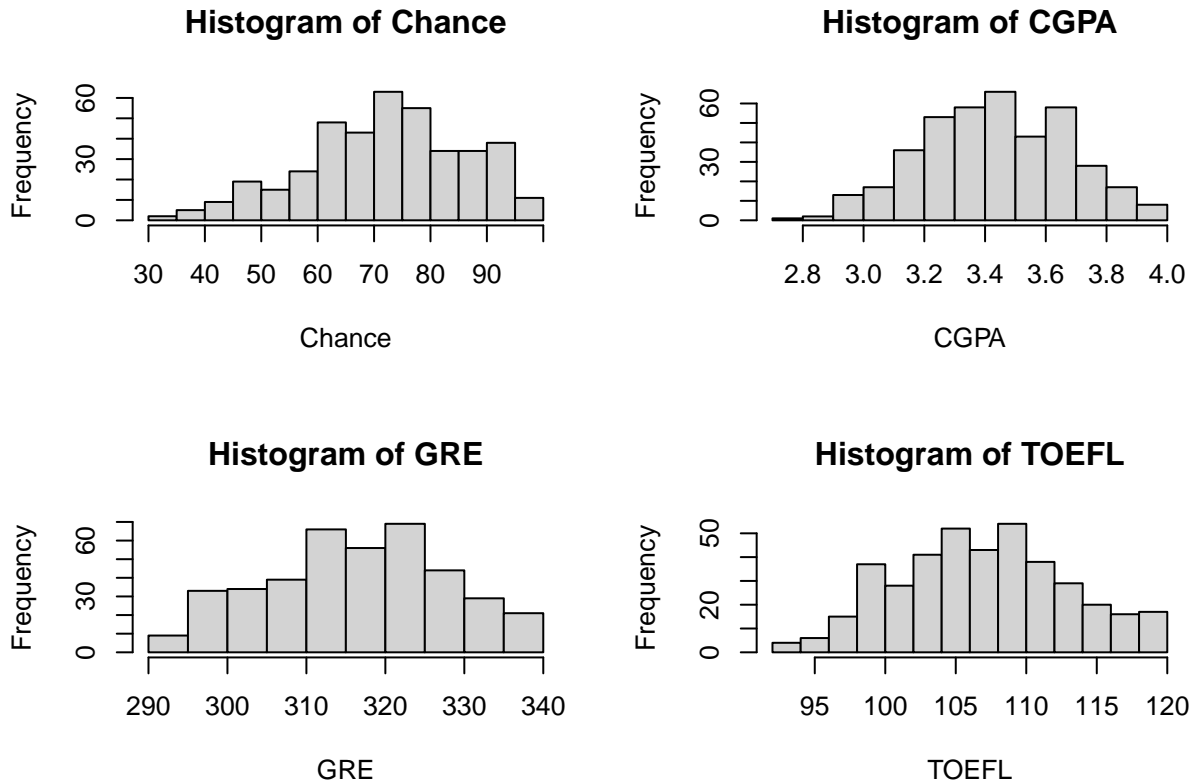 Histogram of Chance
Frequency
0 30 60
30 40 50 60 70 80 90
Chance
Histogram of CGPA
Frequency
0 30 60
2.8 3.0 3.2 3.4 3.6 3.8 4.0
CGPA
Histogram of GRE
Frequency
0 30 60
290 300 310 320 330 340
GRE
Histogram of TOEFL
Frequency
0 20 50
95 100 105 110 115 120
TOEFL